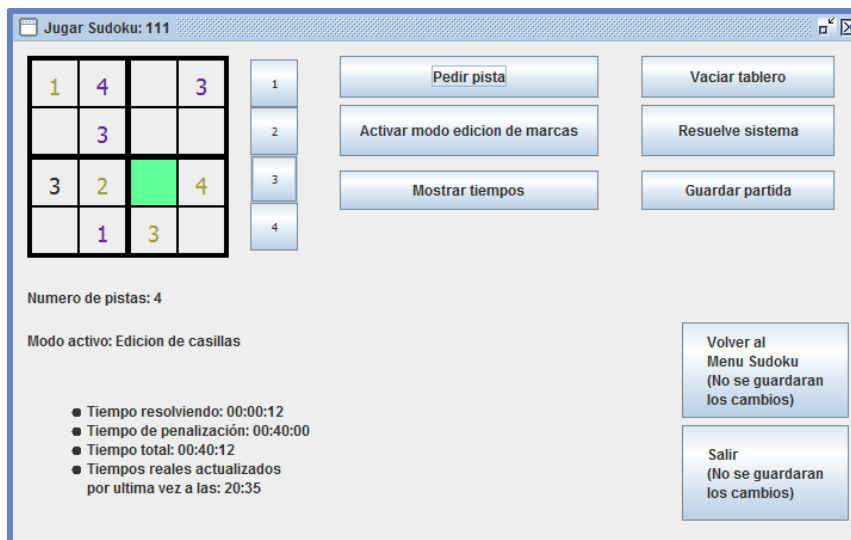 Jugar Sudoku: 111
1 4 3
3
3 2 4
1 3
1
2
3
4
Pedir pista
Vaciar tablero
Activar modo edicion de marcas
Resuelve sistema
Mostrar tiempos
Guardar partida
Numero de pistas: 4
Modo activo: Edicion de casillas
Tiempo resolviendo: 00:00:12
Tiempo de penalización: 00:40:00
Tiempo total: 00:40:12
Tiempos reales actualizados
por ultima vez a las: 20:35
Volver al
Menu Sudoku
(No se guardaran
los cambios)
Salir
(No se guardaran
los cambios)